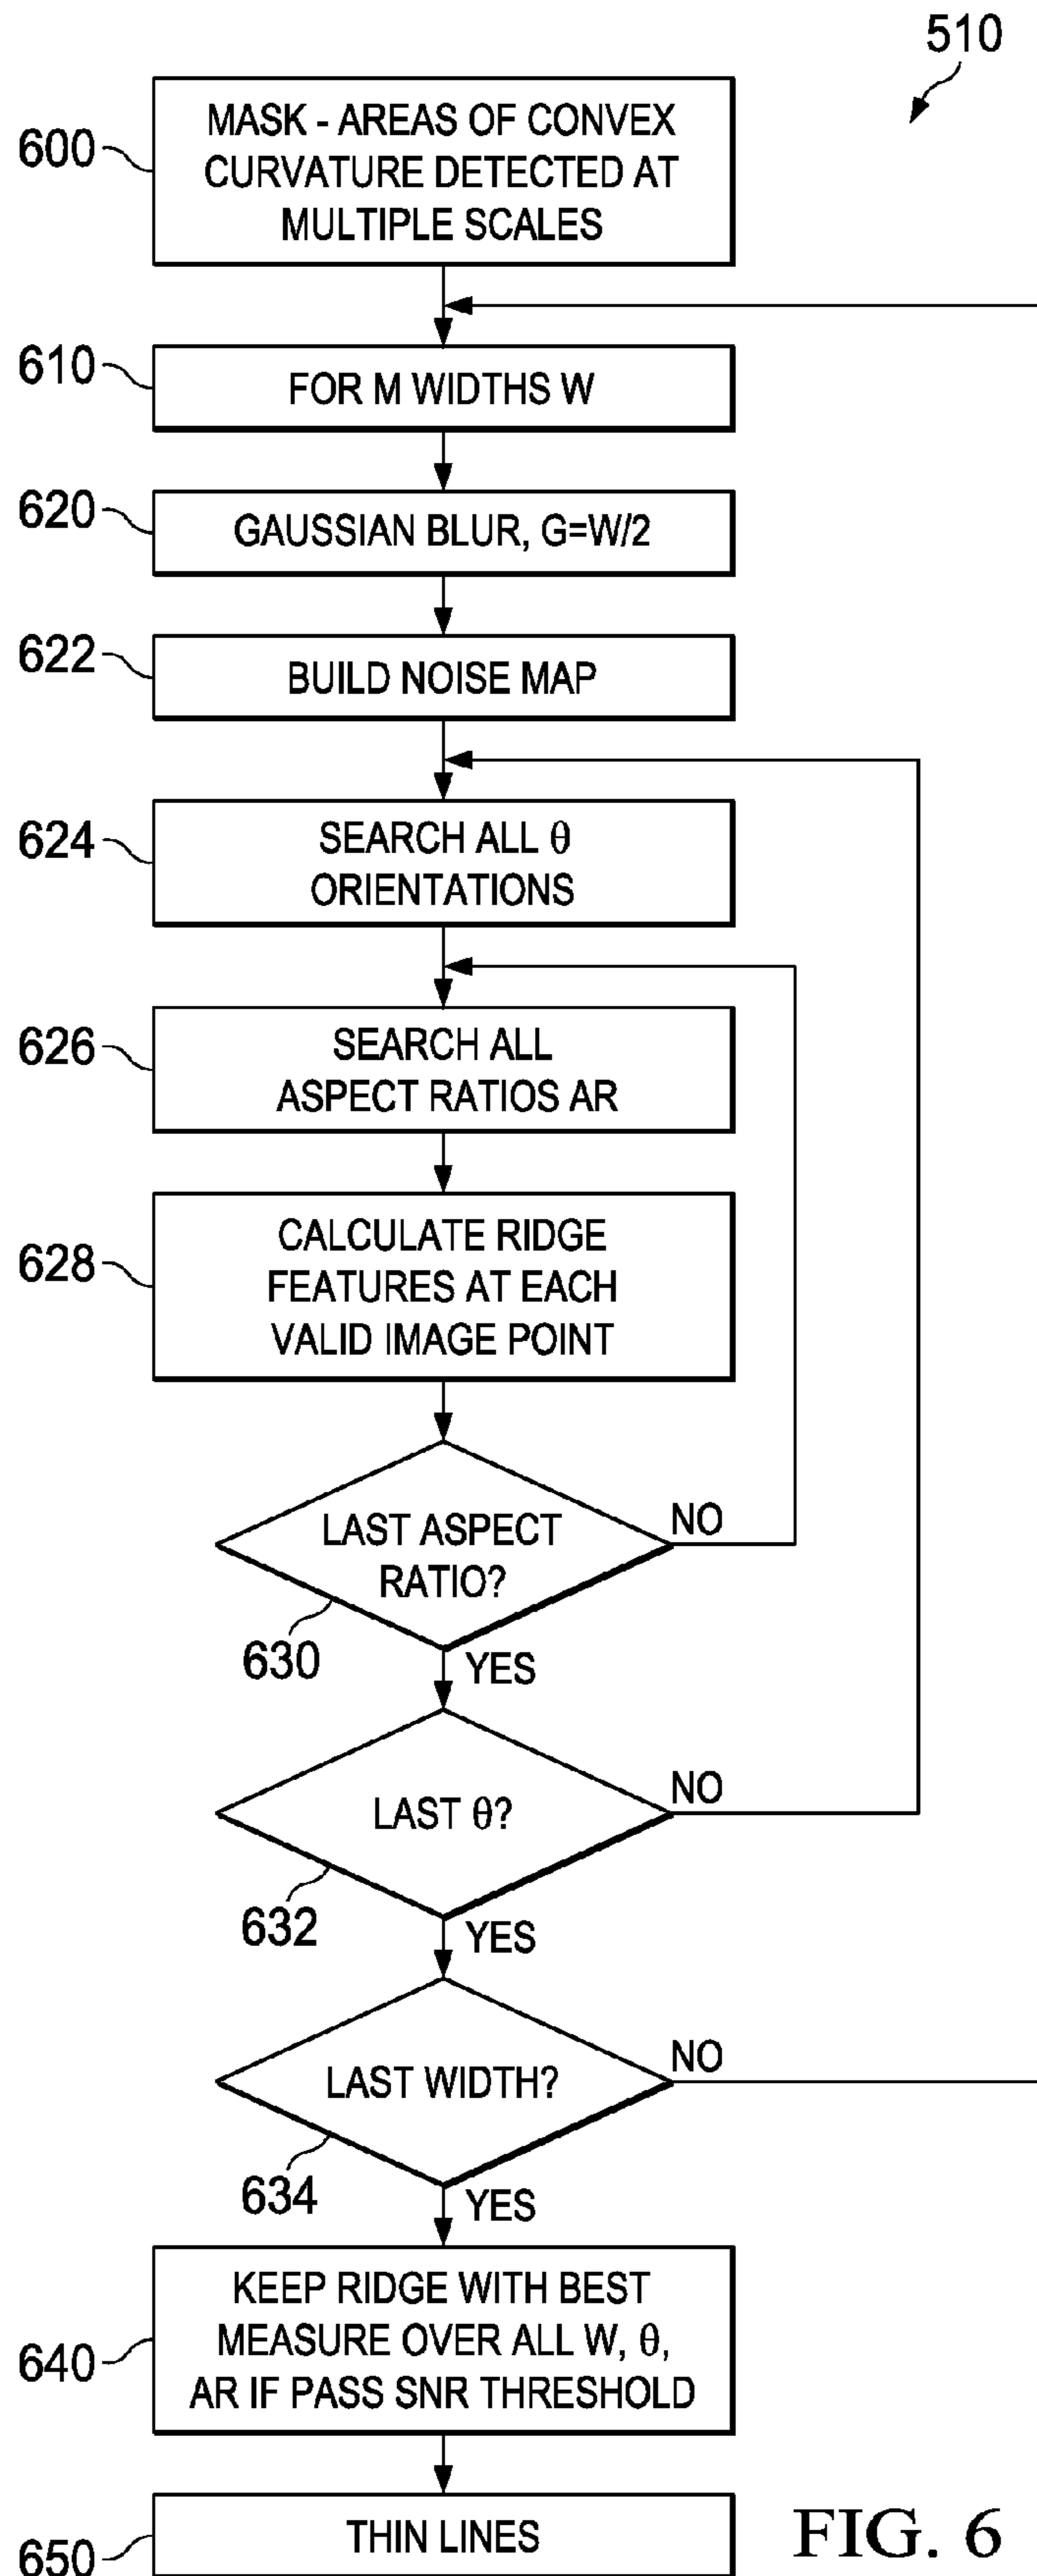 510
600
MASK - AREAS OF CONVEX
CURVATURE DETECTED AT
MULTIPLE SCALES
610
FOR M WIDTHS W
620
GAUSSIAN BLUR, G=W/2
622
BUILD NOISE MAP
624
SEARCH ALL θ
ORIENTATIONS
626
SEARCH ALL
ASPECT RATIOS AR
628
CALCULATE RIDGE
FEATURES AT EACH
VALID IMAGE POINT
LAST ASPECT
RATIO?
NO
630
YES
LAST θ?
NO
632
YES
LAST WIDTH?
NO
634
YES
640
KEEP RIDGE WITH BEST
MEASURE OVER ALL W, θ,
AR IF PASS SNR THRESHOLD
650
THIN LINES
FIG. 6